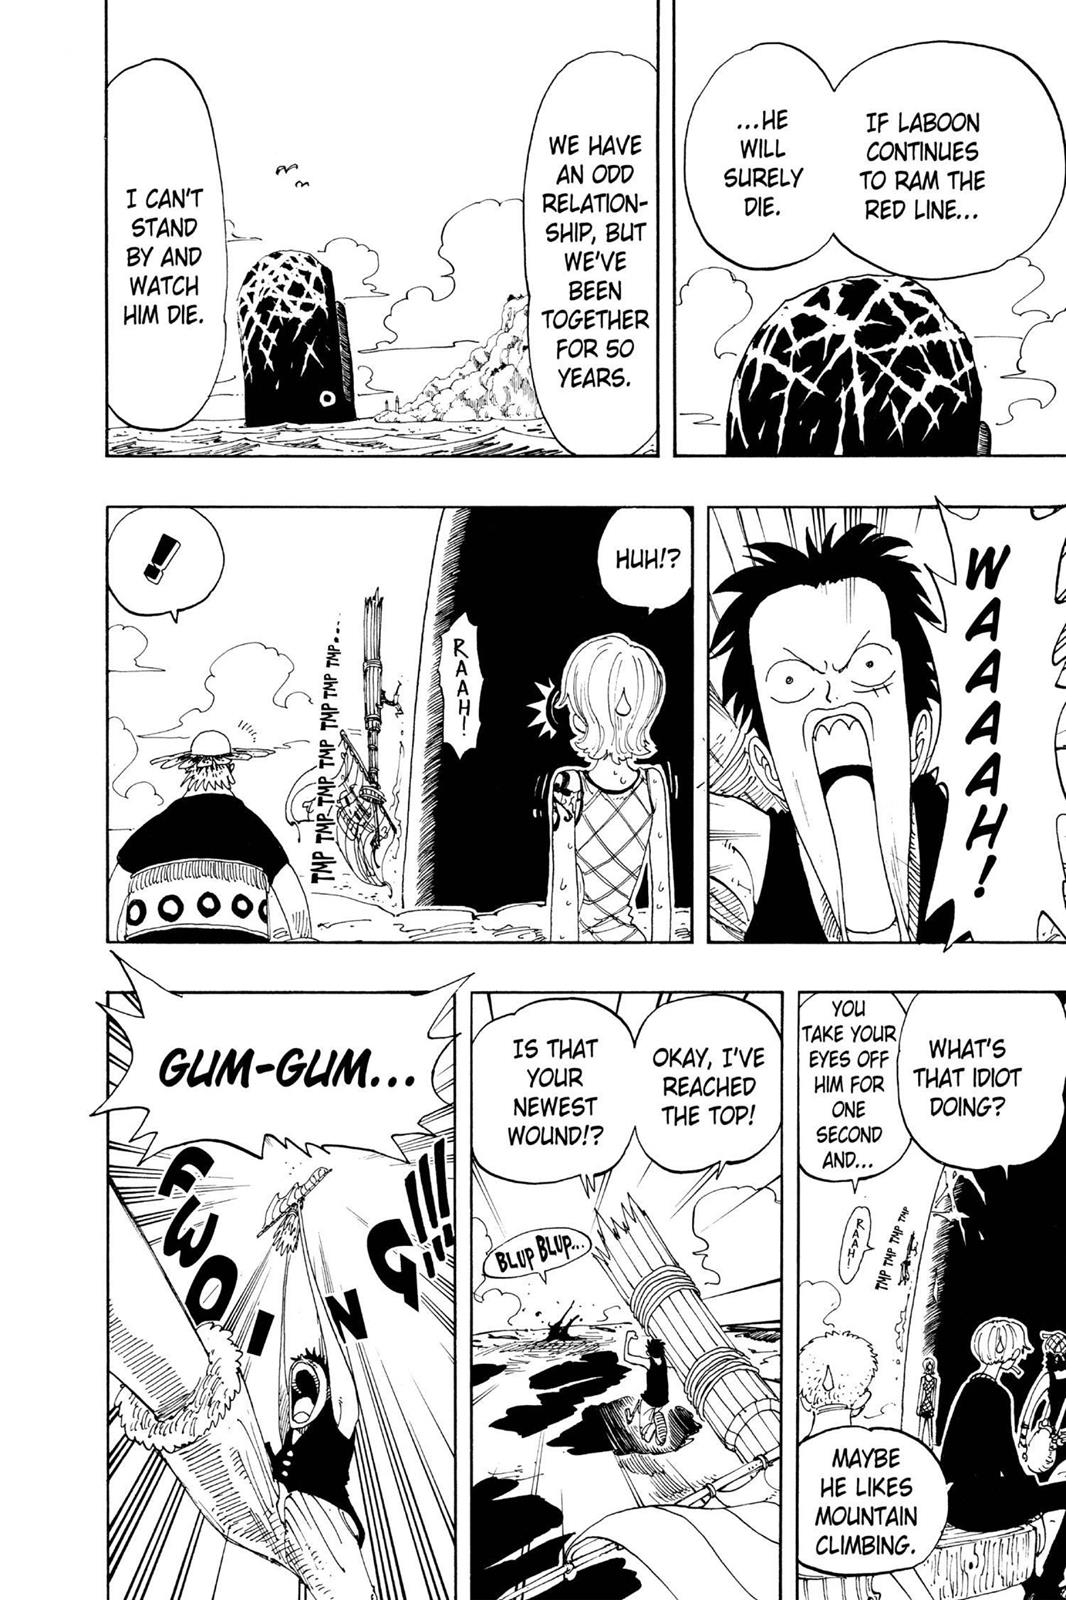 IF LABOON
CONTINUES
TO RAM THE
RED LINE...
...HE
WILL
SURELY
DIE.
WE HAVE
AN ODD
RELATION-
SHIP, BUT
WE'VE
BEEN
TOGETHER
FOR 50
YEARS.
I CAN'T
STAND
BY AND
WATCH
HIM DIE.
WAAAAAH!
HUH!?
RAAH!
TMP TMP TMP TMP TMP TMP...
!
WHAT'S
THAT IDIOT
DOING?
YOU
TAKE YOUR
EYES OFF
HIM FOR
ONE
SECOND
AND...
RAAH!
TMP TMP TMP TMP
MAYBE
HE LIKES
MOUNTAIN
CLIMBING.
OKAY, I'VE
REACHED
THE TOP!
IS THAT
YOUR
NEWEST
WOUND!?
BLUP BLUP...
GUM-GUM...
FWOING!!!